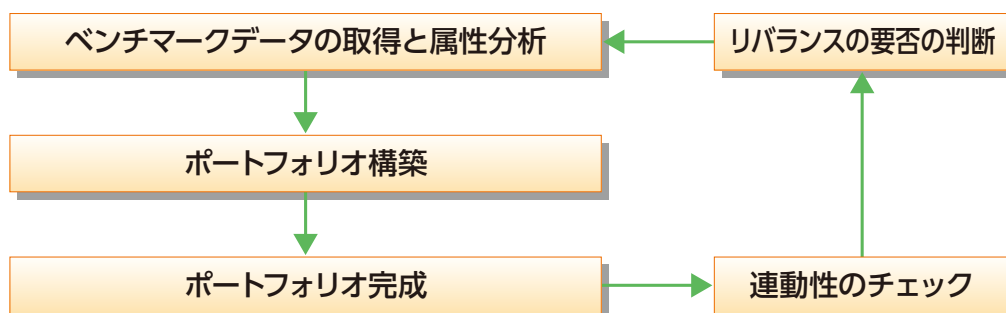 ベンチマークデータの取得と属性分析
リバランスの要否の判断
ポートフォリオ構築
ポートフォリオ完成
連動性のチェック